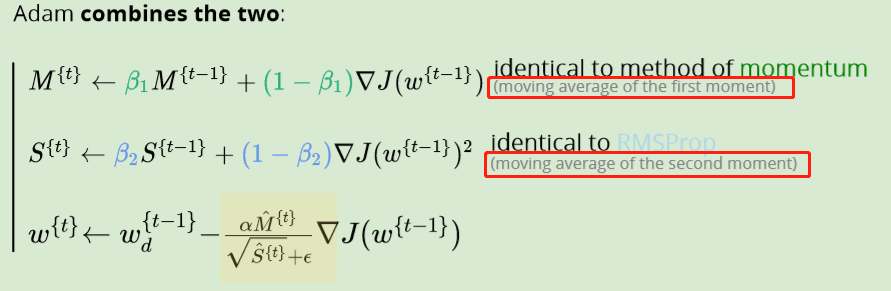 Adam combines the two:
M^{t} ← β₁M^{t−1} + (1 − β₁)∇J(w^{t−1}) identical to method of momentum
(moving average of the first moment)
S^{t} ← β₂S^{t−1} + (1 − β₂)∇J(w^{t−1})² identical to RMSProp
(moving average of the second moment)
w^{t} ← w_d^{t−1} − αM̂^{t} / (√Ŝ^{t} + ϵ) ∇J(w^{t−1})